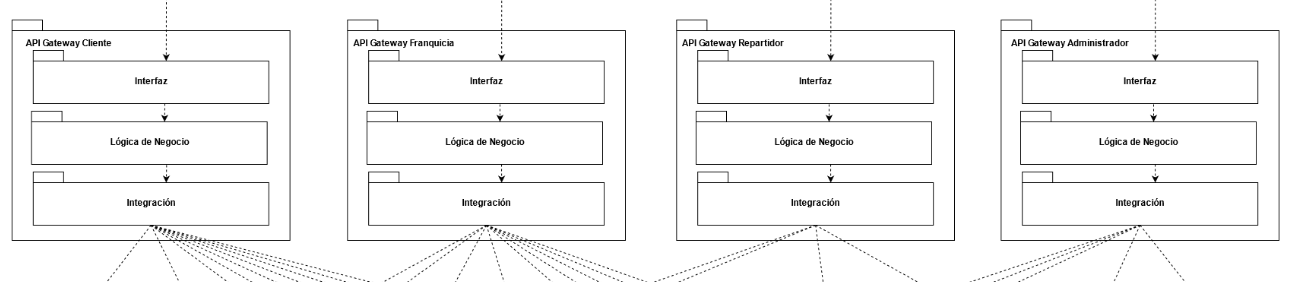 API Gateway Cliente
Interfaz
Lógica de Negocio
Integración
API Gateway Franquicia
Interfaz
Lógica de Negocio
Integración
API Gateway Repartidor
Interfaz
Lógica de Negocio
Integración
API Gateway Administrador
Interfaz
Lógica de Negocio
Integración